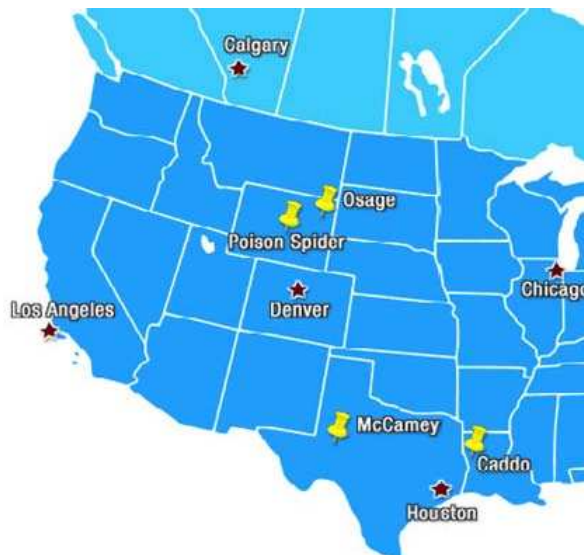 Calgary
Osage
Poison Spider
Chicago
Denver
Los Angeles
McCamey
Caddo
Houston